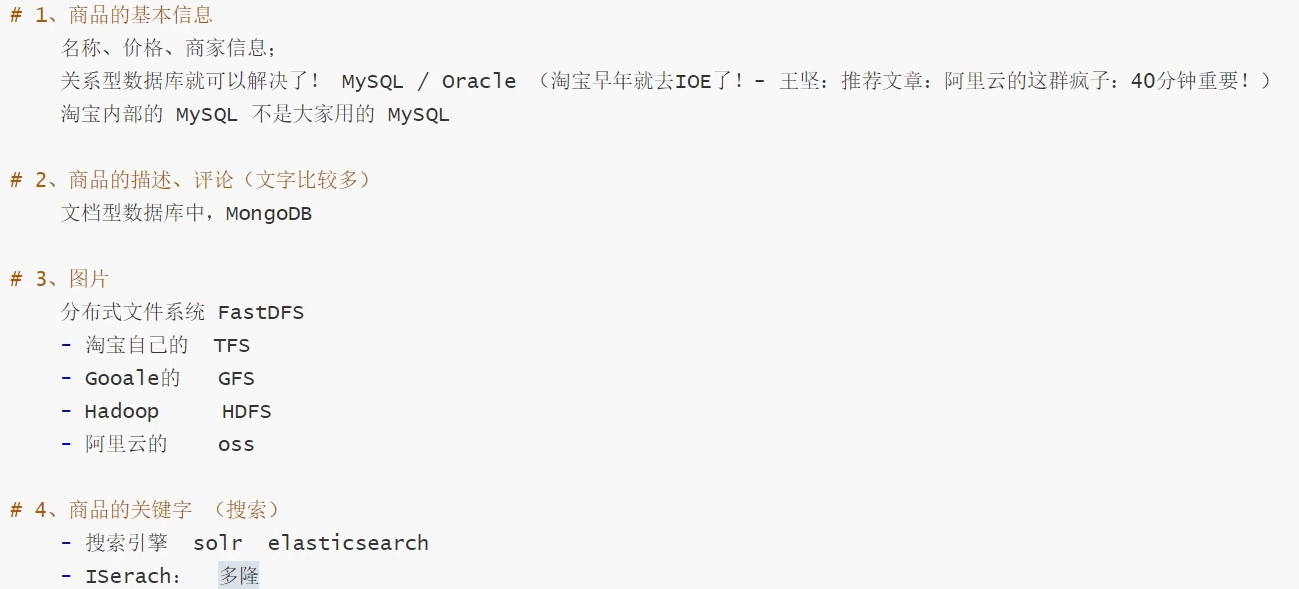 # 1、商品的基本信息
名称、价格、商家信息;
关系型数据库就可以解决了! MySQL / Oracle (淘宝早年就去IOE了!- 王坚:推荐文章:阿里云的这群疯子:40分钟重要!)
淘宝内部的 MySQL 不是大家用的 MySQL
# 2、商品的描述、评论(文字比较多)
文档型数据库中,MongoDB
# 3、图片
分布式文件系统 FastDFS
- 淘宝自己的 TFS
- Gooale的 GFS
- Hadoop HDFS
- 阿里云的 oss
# 4、商品的关键字 (搜索)
- 搜索引擎 solr elasticsearch
- ISerach: 多隆